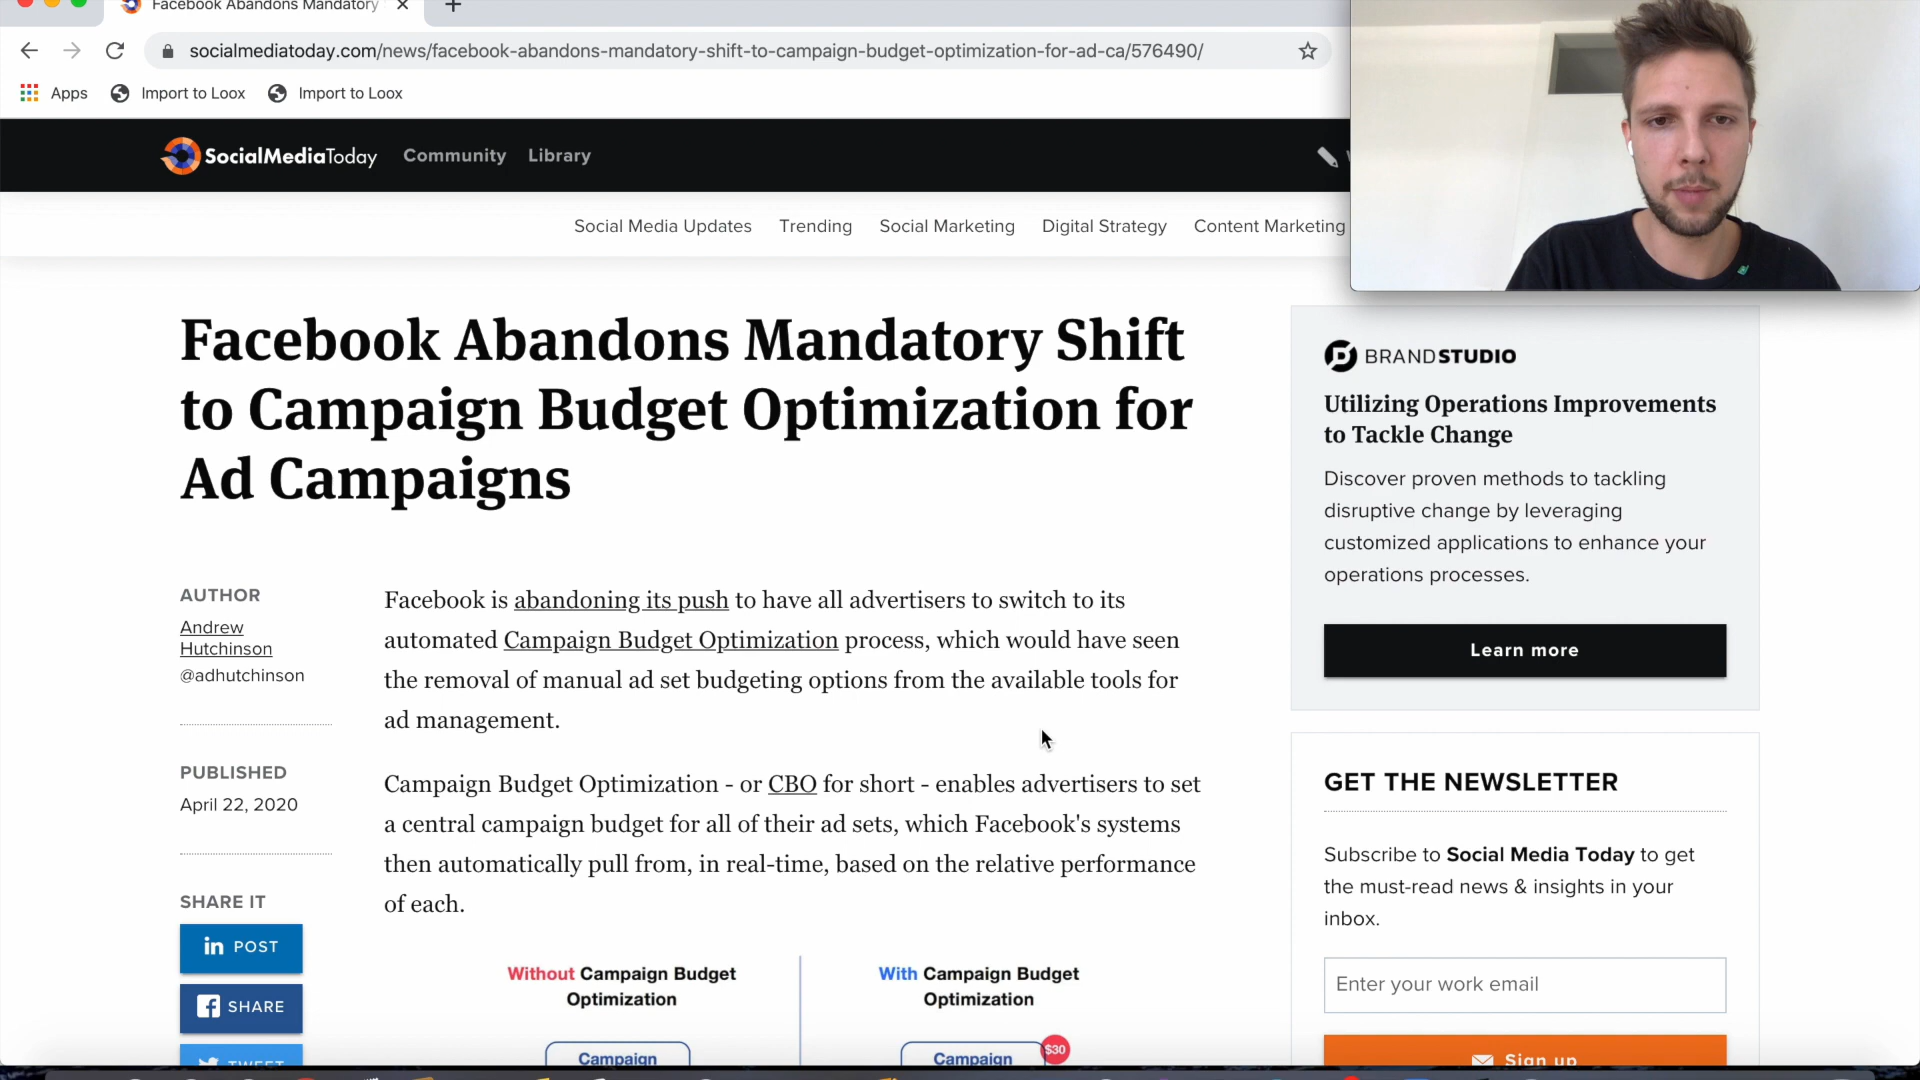 Facebook Abandons Mandatory
socialmediatoday.com/news/facebook-abandons-mandatory-shift-to-campaign-budget-optimization-for-ad-ca/576490/
Apps Import to Loox Import to Loox
SocialMediaToday Community Library
Social Media Updates Trending Social Marketing Digital Strategy Content Marketing
Facebook Abandons Mandatory Shift
to Campaign Budget Optimization for
Ad Campaigns
AUTHOR
Andrew
Hutchinson
@adhutchinson
PUBLISHED
April 22, 2020
SHARE IT
in POST
SHARE
TWEET
Facebook is abandoning its push to have all advertisers to switch to its
automated Campaign Budget Optimization process, which would have seen
the removal of manual ad set budgeting options from the available tools for
ad management.
Campaign Budget Optimization - or CBO for short - enables advertisers to set
a central campaign budget for all of their ad sets, which Facebook's systems
then automatically pull from, in real-time, based on the relative performance
of each.
Without Campaign Budget
Optimization
Campaign
With Campaign Budget
Optimization
Campaign $30
BRANDSTUDIO
Utilizing Operations Improvements
to Tackle Change
Discover proven methods to tackling
disruptive change by leveraging
customized applications to enhance your
operations processes.
Learn more
GET THE NEWSLETTER
Subscribe to Social Media Today to get
the must-read news & insights in your
inbox.
Enter your work email
Sign up